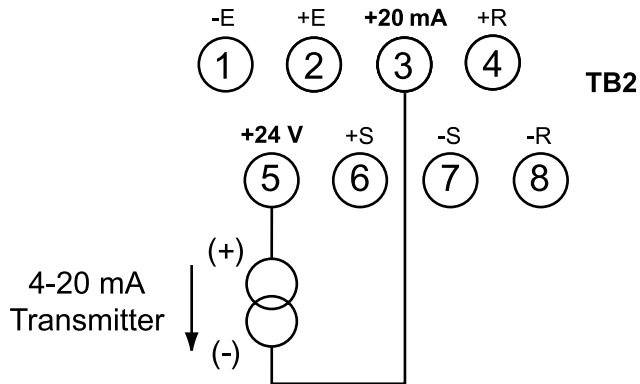 -E +E +20 mA +R
1 2 3 4
TB2
+24 V +S -S -R
5 6 7 8
(+)
4-20 mA
Transmitter
(-)